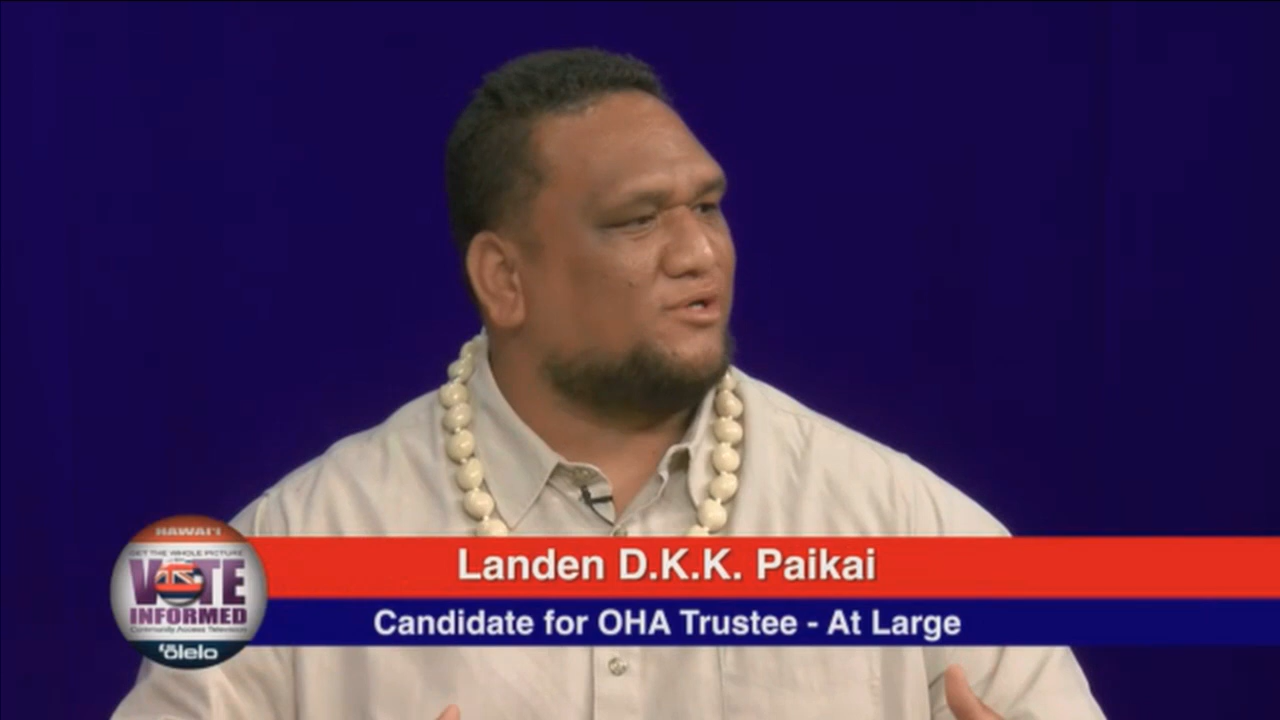 Landen D.K.K. Paikai
Candidate for OHA Trustee - At Large
HAWAI'I
GET THE WHOLE PICTURE
VOTE
INFORMED
Community Access Television
'ōlelo